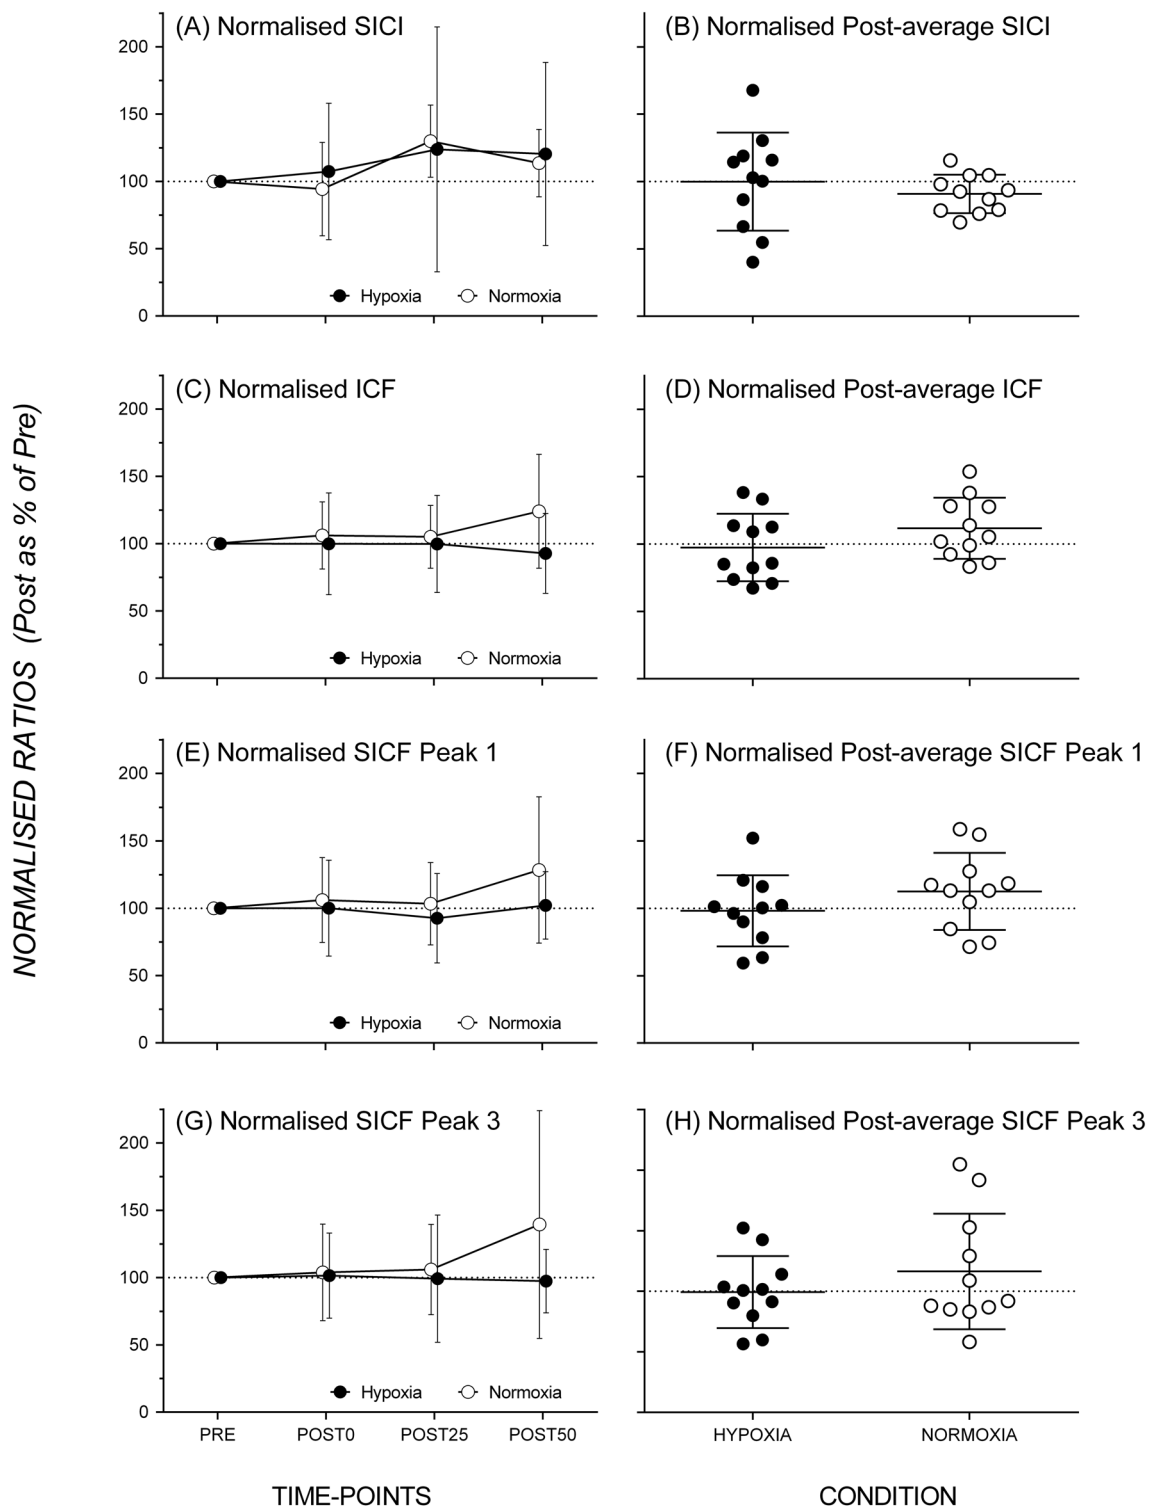 NORMALISED RATIOS (Post as % of Pre)
(A) Normalised SICI
200
150
100
50
0
Hypoxia Normoxia
(B) Normalised Post-average SICI
(C) Normalised ICF
200
150
100
50
0
Hypoxia Normoxia
(D) Normalised Post-average ICF
(E) Normalised SICF Peak 1
200
150
100
50
0
Hypoxia Normoxia
(F) Normalised Post-average SICF Peak 1
(G) Normalised SICF Peak 3
200
150
100
50
0
Hypoxia Normoxia
PRE POST0 POST25 POST50
TIME-POINTS
(H) Normalised Post-average SICF Peak 3
HYPOXIA NORMOXIA
CONDITION